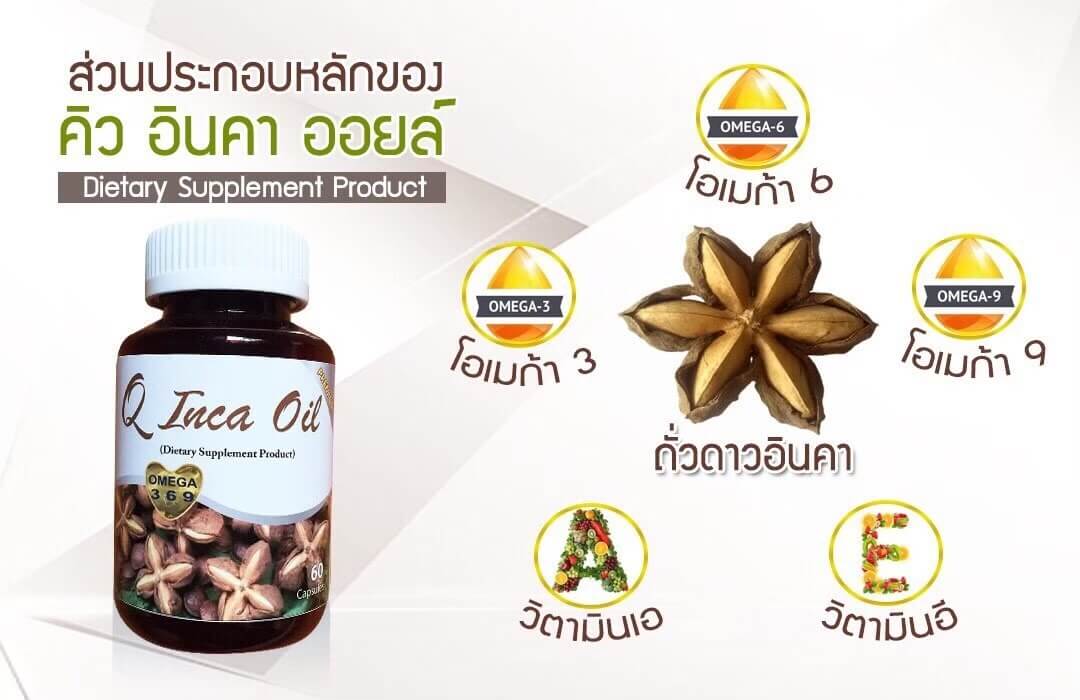 ส่วนประกอบหลักของ
คิว อินคา ออยล์
Dietary Supplement Product
Q Inca Oil
(Dietary Supplement Product)
OMEGA
3 6 9
60
Capsules
OMEGA-6
โอเมก้า 6
OMEGA-3
โอเมก้า 3
OMEGA-9
โอเมก้า 9
ถั่วดาวอินคา
A
วิตามินเอ
E
วิตามินอี